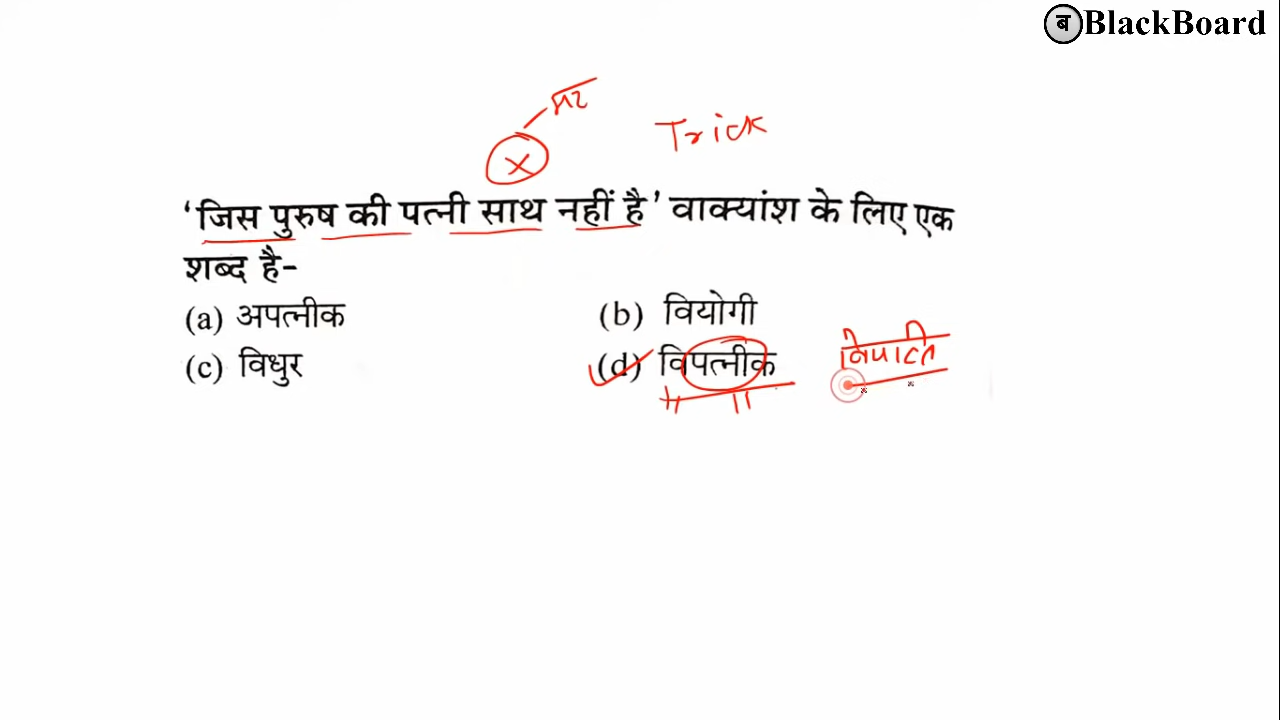 ब BlackBoard
Trick
'जिस पुरुष की पत्नी साथ नहीं है' वाक्यांश के लिए एक
शब्द है-
(a) अपत्नीक (b) वियोगी
(c) विधुर (d) विपत्नीक